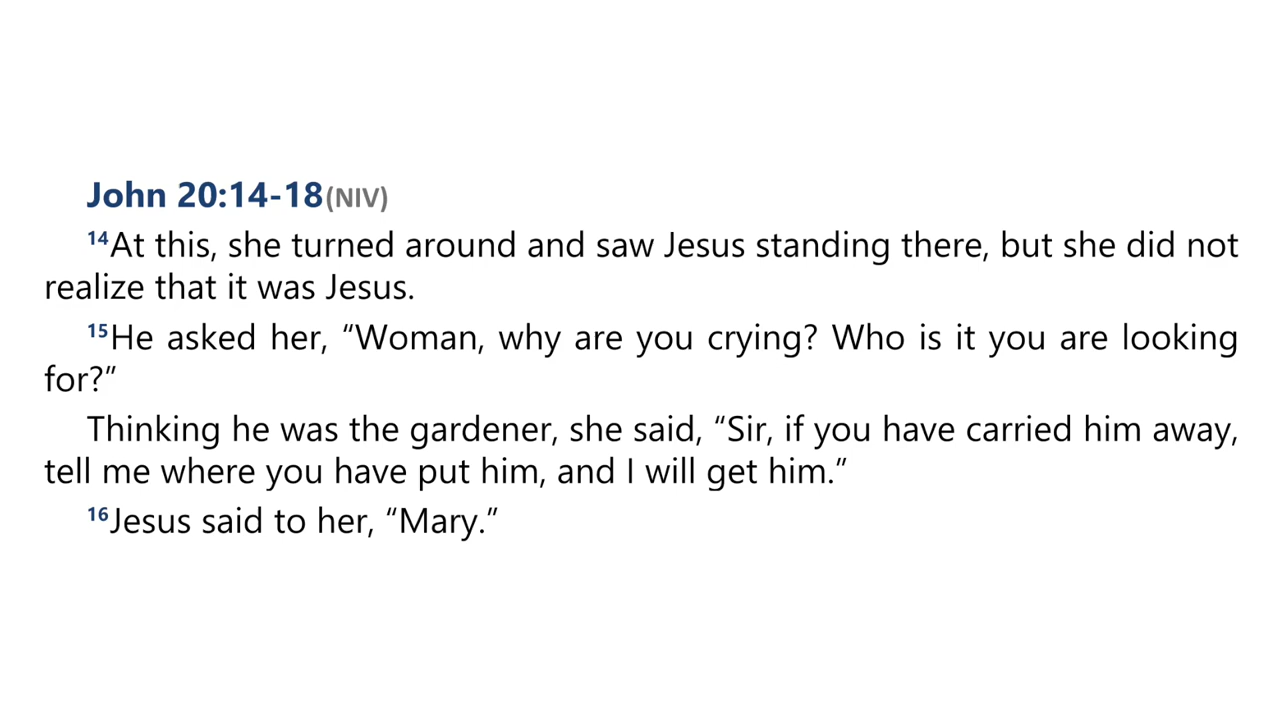 John 20:14-18(NIV)
14At this, she turned around and saw Jesus standing there, but she did not
realize that it was Jesus.
15He asked her, “Woman, why are you crying? Who is it you are looking
for?”
Thinking he was the gardener, she said, “Sir, if you have carried him away,
tell me where you have put him, and I will get him.”
16Jesus said to her, “Mary.”